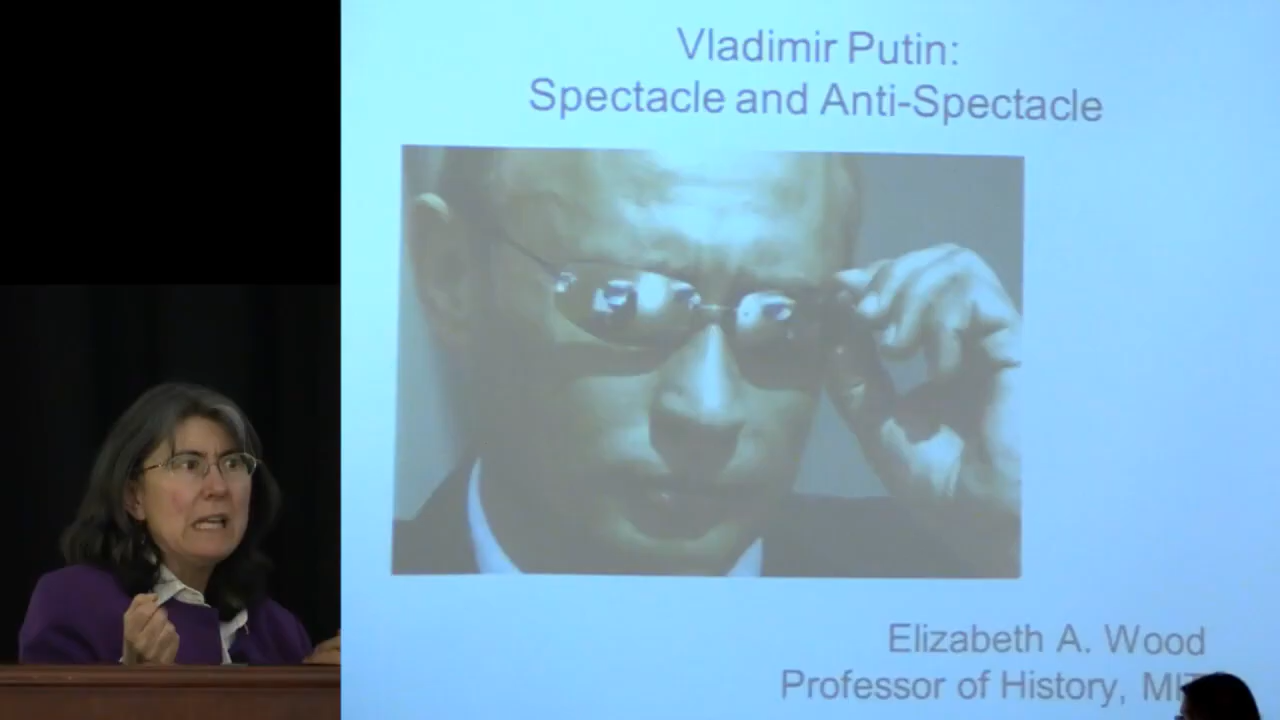 Vladimir Putin:
Spectacle and Anti-Spectacle
Elizabeth A. Wood
Professor of History, MIT